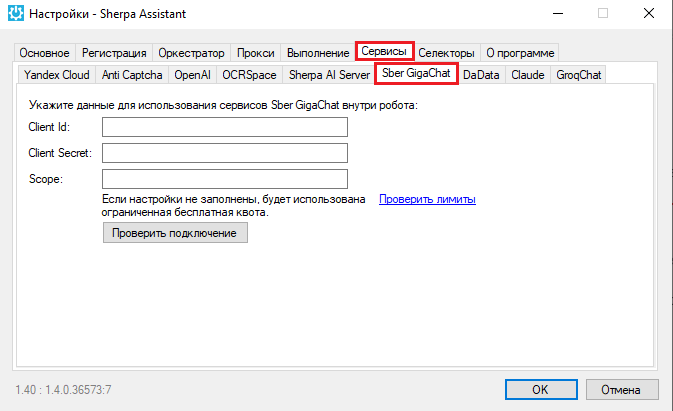 Настройки - Sherpa Assistant
Основное Регистрация Оркестратор Прокси Выполнение Сервисы Селекторы О программе
Yandex Cloud Anti Captcha OpenAI OCRSpace Sherpa AI Server Sber GigaChat DaData Claude GroqChat
Укажите данные для использования сервисов Sber GigaChat внутри робота:
Client Id:
Client Secret:
Scope:
Если настройки не заполнены, будет использована Проверить лимиты
ограниченная бесплатная квота.
Проверить подключение
1.40 : 1.4.0.36573:7 OK Отмена